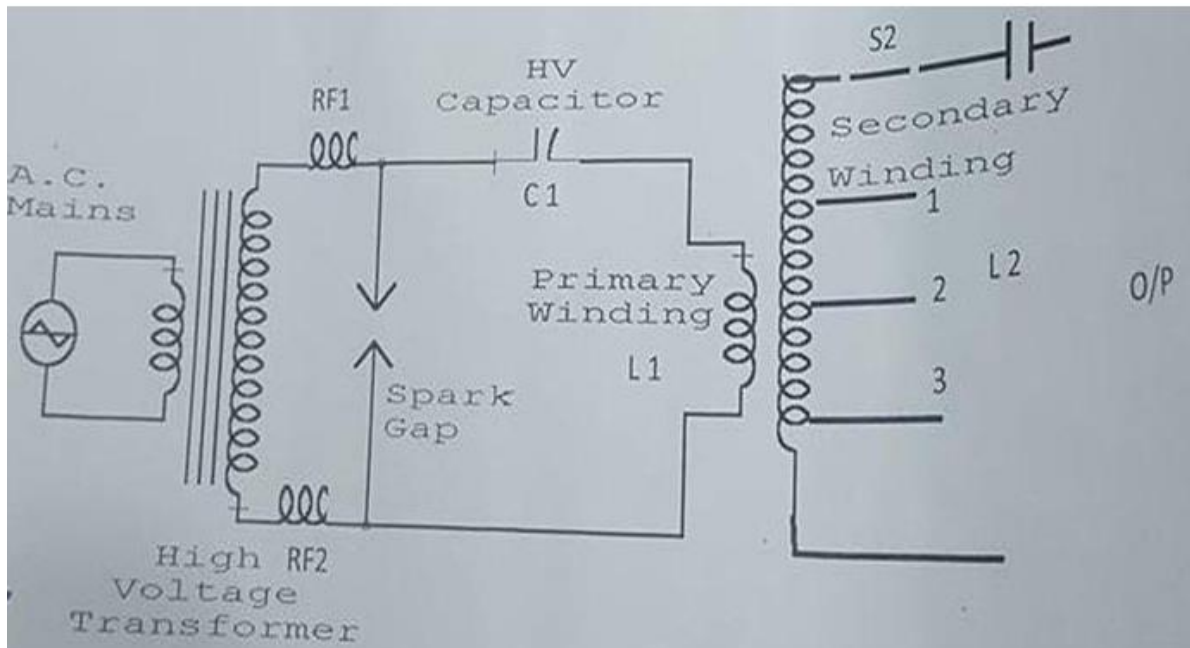 S2
HV
Capacitor
RF1
Secondary
Winding
A.C.
Mains
C1
1
Primary
Winding
2
L2
O/P
L1
3
Spark
Gap
High RF2
Voltage
Transformer